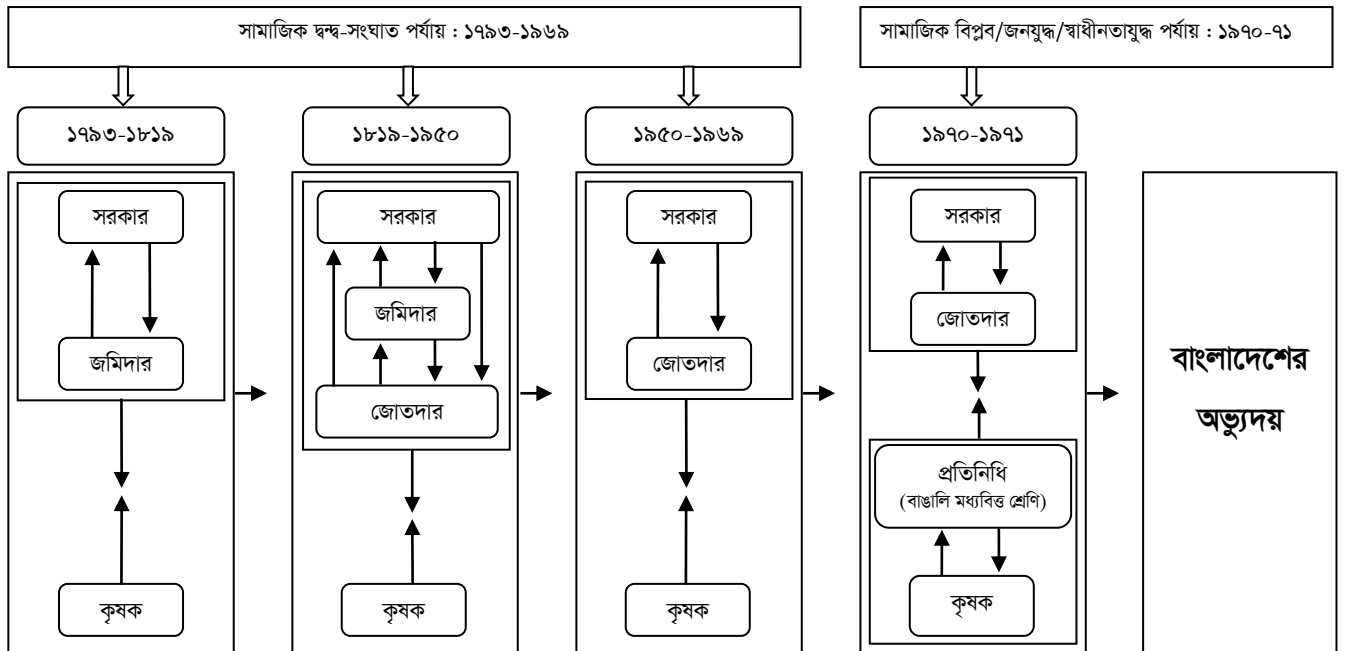 সামাজিক দ্বন্দ্ব-সংঘাত পর্যায় : ১৭৯৩-১৯৬৯
সামাজিক বিপ্লব/জনযুদ্ধ/স্বাধীনতাযুদ্ধ পর্যায় : ১৯৭০-৭১
১৭৯৩-১৮১৯
১৮১৯-১৯৫০
১৯৫০-১৯৬৯
১৯৭০-১৯৭১
সরকার
জমিদার
কৃষক
সরকার
জমিদার
জোতদার
কৃষক
সরকার
জোতদার
কৃষক
সরকার
জোতদার
প্রতিনিধি
(বাঙালি মধ্যবিত্ত শ্রেণি)
কৃষক
বাংলাদেশের
অভ্যুদয়